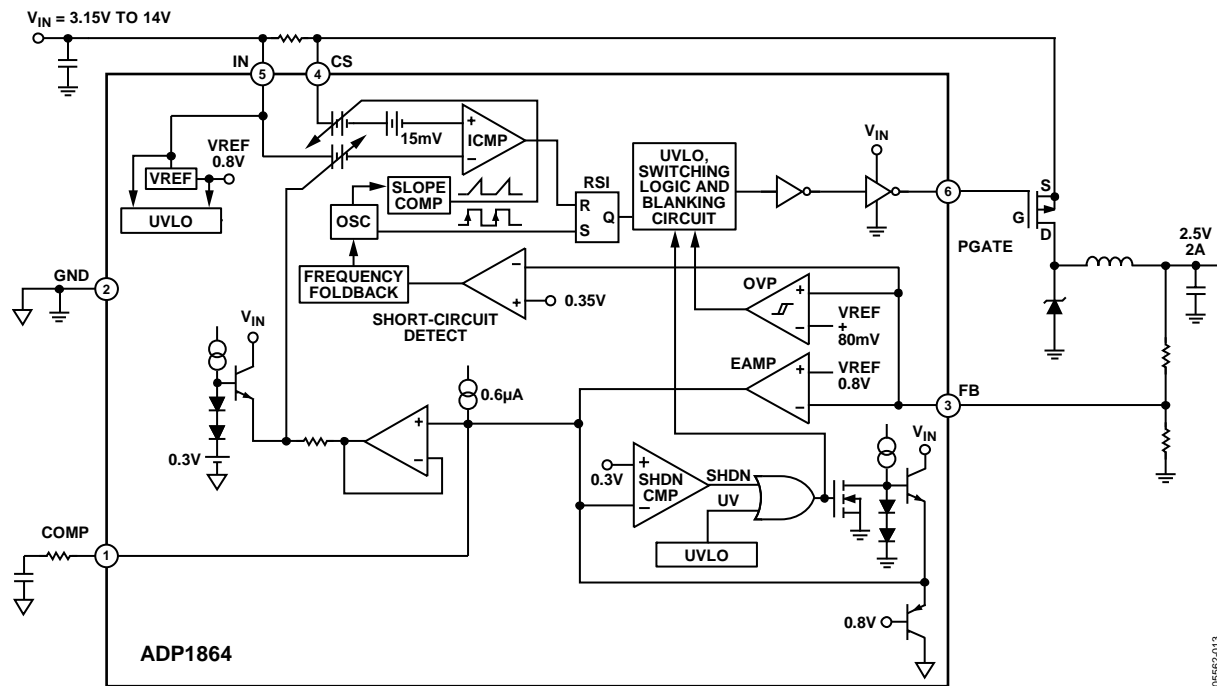 VIN = 3.15V TO 14V
IN
5
4
CS
15mV
+
ICMP
–
VREF
0.8V
VREF
UVLO
SLOPE
COMP
OSC
RSI
R
Q
S
UVLO,
SWITCHING
LOGIC AND
BLANKING
CIRCUIT
VIN
6
PGATE
S
G
D
2.5V
2A
GND
2
FREQUENCY
FOLDBACK
–
+
0.35V
SHORT-CIRCUIT
DETECT
OVP
+
–
VREF
+
80mV
EAMP
+
–
VREF
0.8V
3
FB
VIN
0.3V
0.6µA
+
–
0.3V
+
SHDN
CMP
–
SHDN
UV
UVLO
VIN
COMP
1
0.8V
ADP1864
05562-013